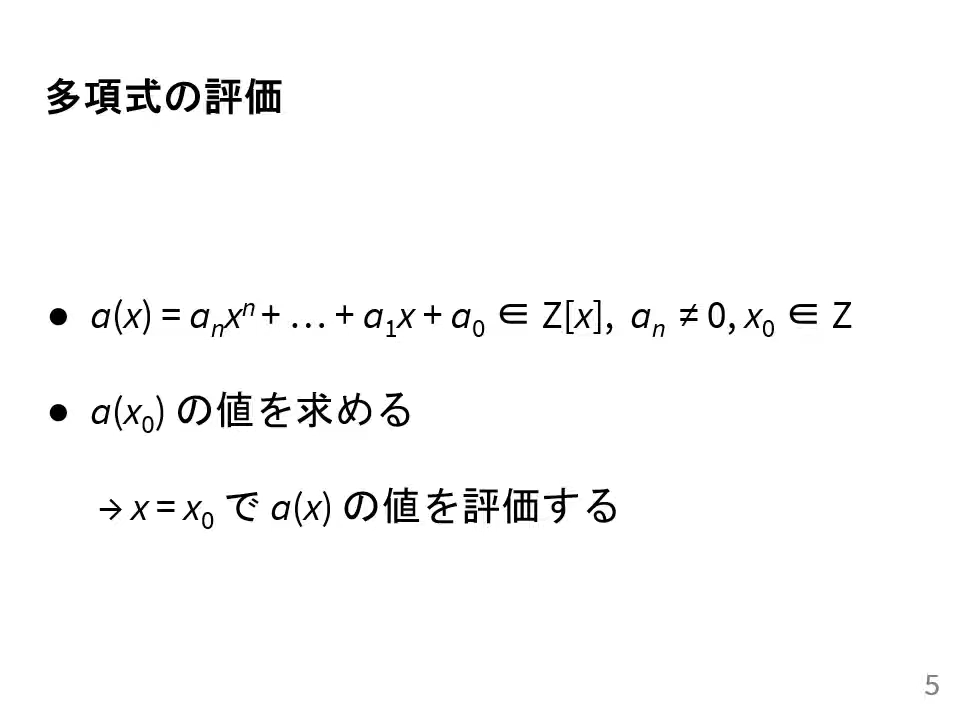 多項式の評価
● a(x) = aₙxⁿ + … + a₁x + a₀ ∈ Z[x], aₙ ≠ 0, x₀ ∈ Z
● a(x₀) の値を求める
→ x = x₀ で a(x) の値を評価する
5